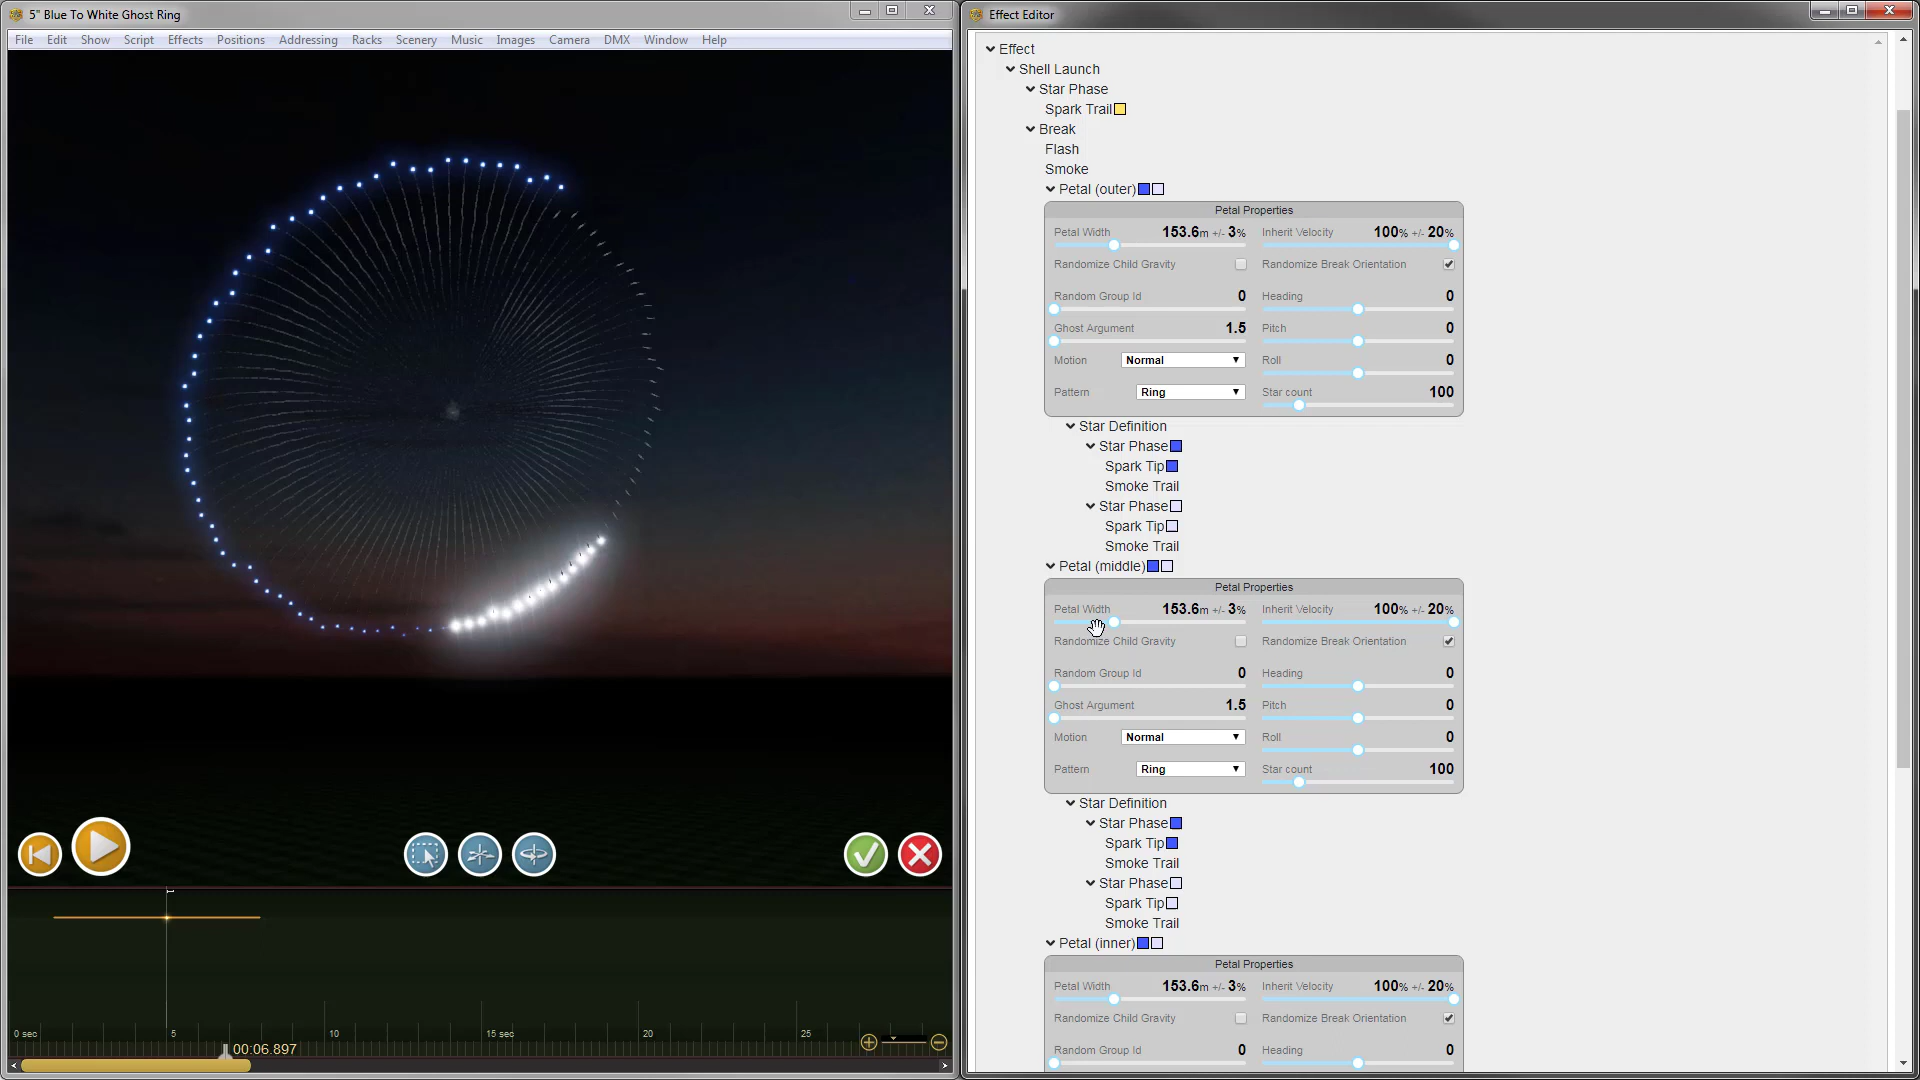 5" Blue To White Ghost Ring
File Edit Show Script Effects Positions Addressing Racks Scenery Music Images Camera DMX Window Help
0 sec 5 10 15 sec 20 25
00:06.897
Effect Editor
Effect
Shell Launch
Star Phase
Spark Trail
Break
Flash
Smoke
Petal (outer)
Petal Properties
Petal Width 153.6m +/- 3% Inherit Velocity 100% +/- 20%
Randomize Child Gravity Randomize Break Orientation
Random Group Id 0 Heading 0
Ghost Argument 1.5 Pitch 0
Motion Normal Roll 0
Pattern Ring Star count 100
Star Definition
Star Phase
Spark Tip
Smoke Trail
Star Phase
Spark Tip
Smoke Trail
Petal (middle)
Petal Properties
Petal Width 153.6m +/- 3% Inherit Velocity 100% +/- 20%
Randomize Child Gravity Randomize Break Orientation
Random Group Id 0 Heading 0
Ghost Argument 1.5 Pitch 0
Motion Normal Roll 0
Pattern Ring Star count 100
Star Definition
Star Phase
Spark Tip
Smoke Trail
Star Phase
Spark Tip
Smoke Trail
Petal (inner)
Petal Properties
Petal Width 153.6m +/- 3% Inherit Velocity 100% +/- 20%
Randomize Child Gravity Randomize Break Orientation
Random Group Id 0 Heading 0